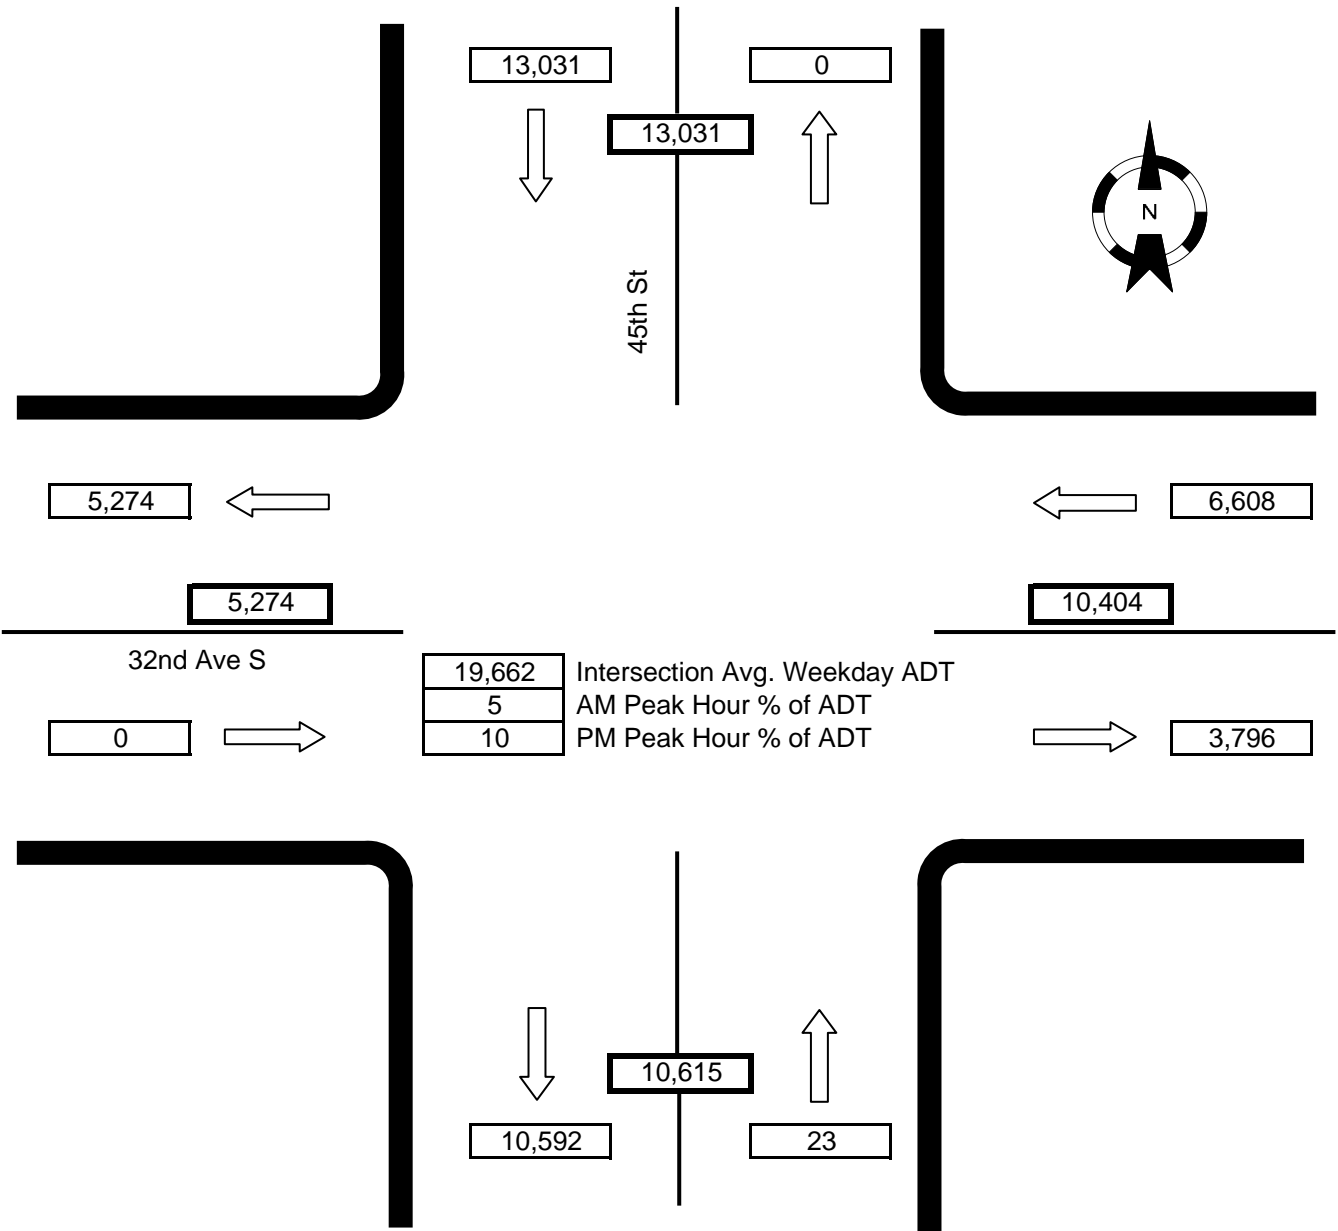 13,031
0
13,031
N
45th St
5,274
6,608
5,274
10,404
32nd Ave S
19,662 Intersection Avg. Weekday ADT
5 AM Peak Hour % of ADT
10 PM Peak Hour % of ADT
0
3,796
10,615
10,592
23